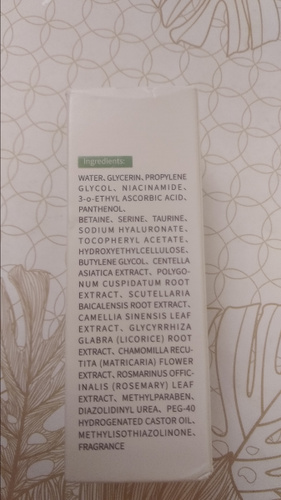 Ingredients
WATER、GLYCERIN、PROPYLENE
GLYCOL、NIACINAMIDE、
3-o-ETHYL ASCORBIC ACID、
PANTHENOL、
BETAINE、SERINE、TAURINE、
SODIUM HYALURONATE、
TOCOPHERYL ACETATE、
HYDROXYETHYLCELLULOSE、
BUTYLENE GLYCOL、CENTELLA
ASIATICA EXTRACT、POLYGO-
NUM CUSPIDATUM ROOT
EXTRACT、SCUTELLARIA
BAICALENSIS ROOT EXTRACT、
CAMELLIA SINENSIS LEAF
EXTRACT、GLYCYRRHIZA
GLABRA (LICORICE) ROOT
EXTRACT、CHAMOMILLA RECU-
TITA (MATRICARIA) FLOWER
EXTRACT、ROSMARINUS OFFIC-
INALIS (ROSEMARY) LEAF
EXTRACT、METHYLPARABEN、
DIAZOLIDINYL UREA、PEG-40
HYDROGENATED CASTOR OIL、
METHYLISOTHIAZOLINONE、
FRAGRANCE